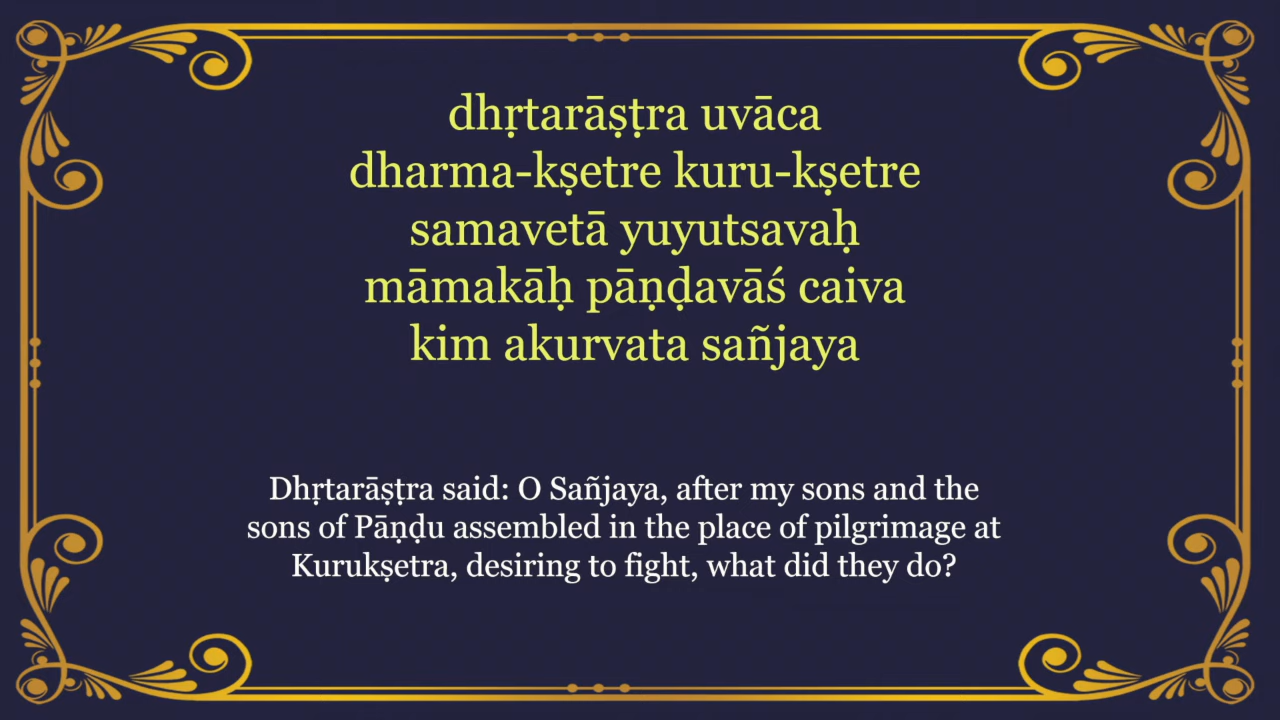 dhṛtarāṣṭra uvāca
dharma-kṣetre kuru-kṣetre
samavetā yuyutsavaḥ
māmakāḥ pāṇḍavāś caiva
kim akurvata sañjaya
Dhṛtarāṣṭra said: O Sañjaya, after my sons and the
sons of Pāṇḍu assembled in the place of pilgrimage at
Kurukṣetra, desiring to fight, what did they do?